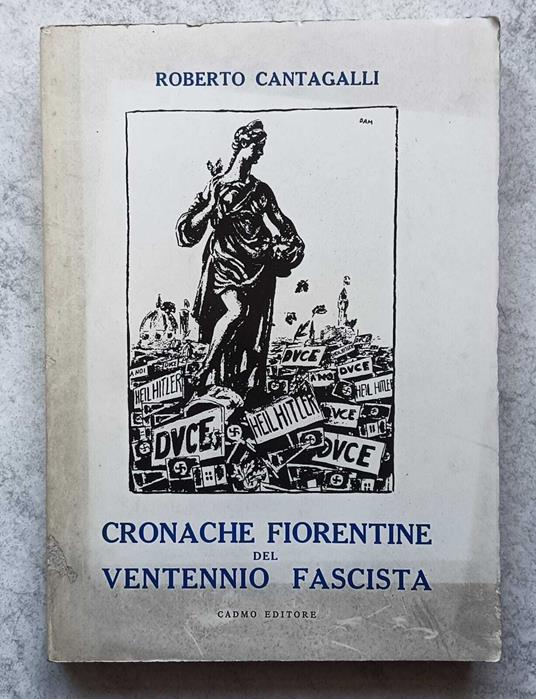 ROBERTO CANTAGALLI
DAM
DVCE
A NOI
DUCE
HEIL HITLER
A NOI
DVCE
HEIL HITLER
HEIL HITLER
DVCE
DVCE
DVCE
CRONACHE FIORENTINE
DEL
VENTENNIO FASCISTA
CADMO EDITORE